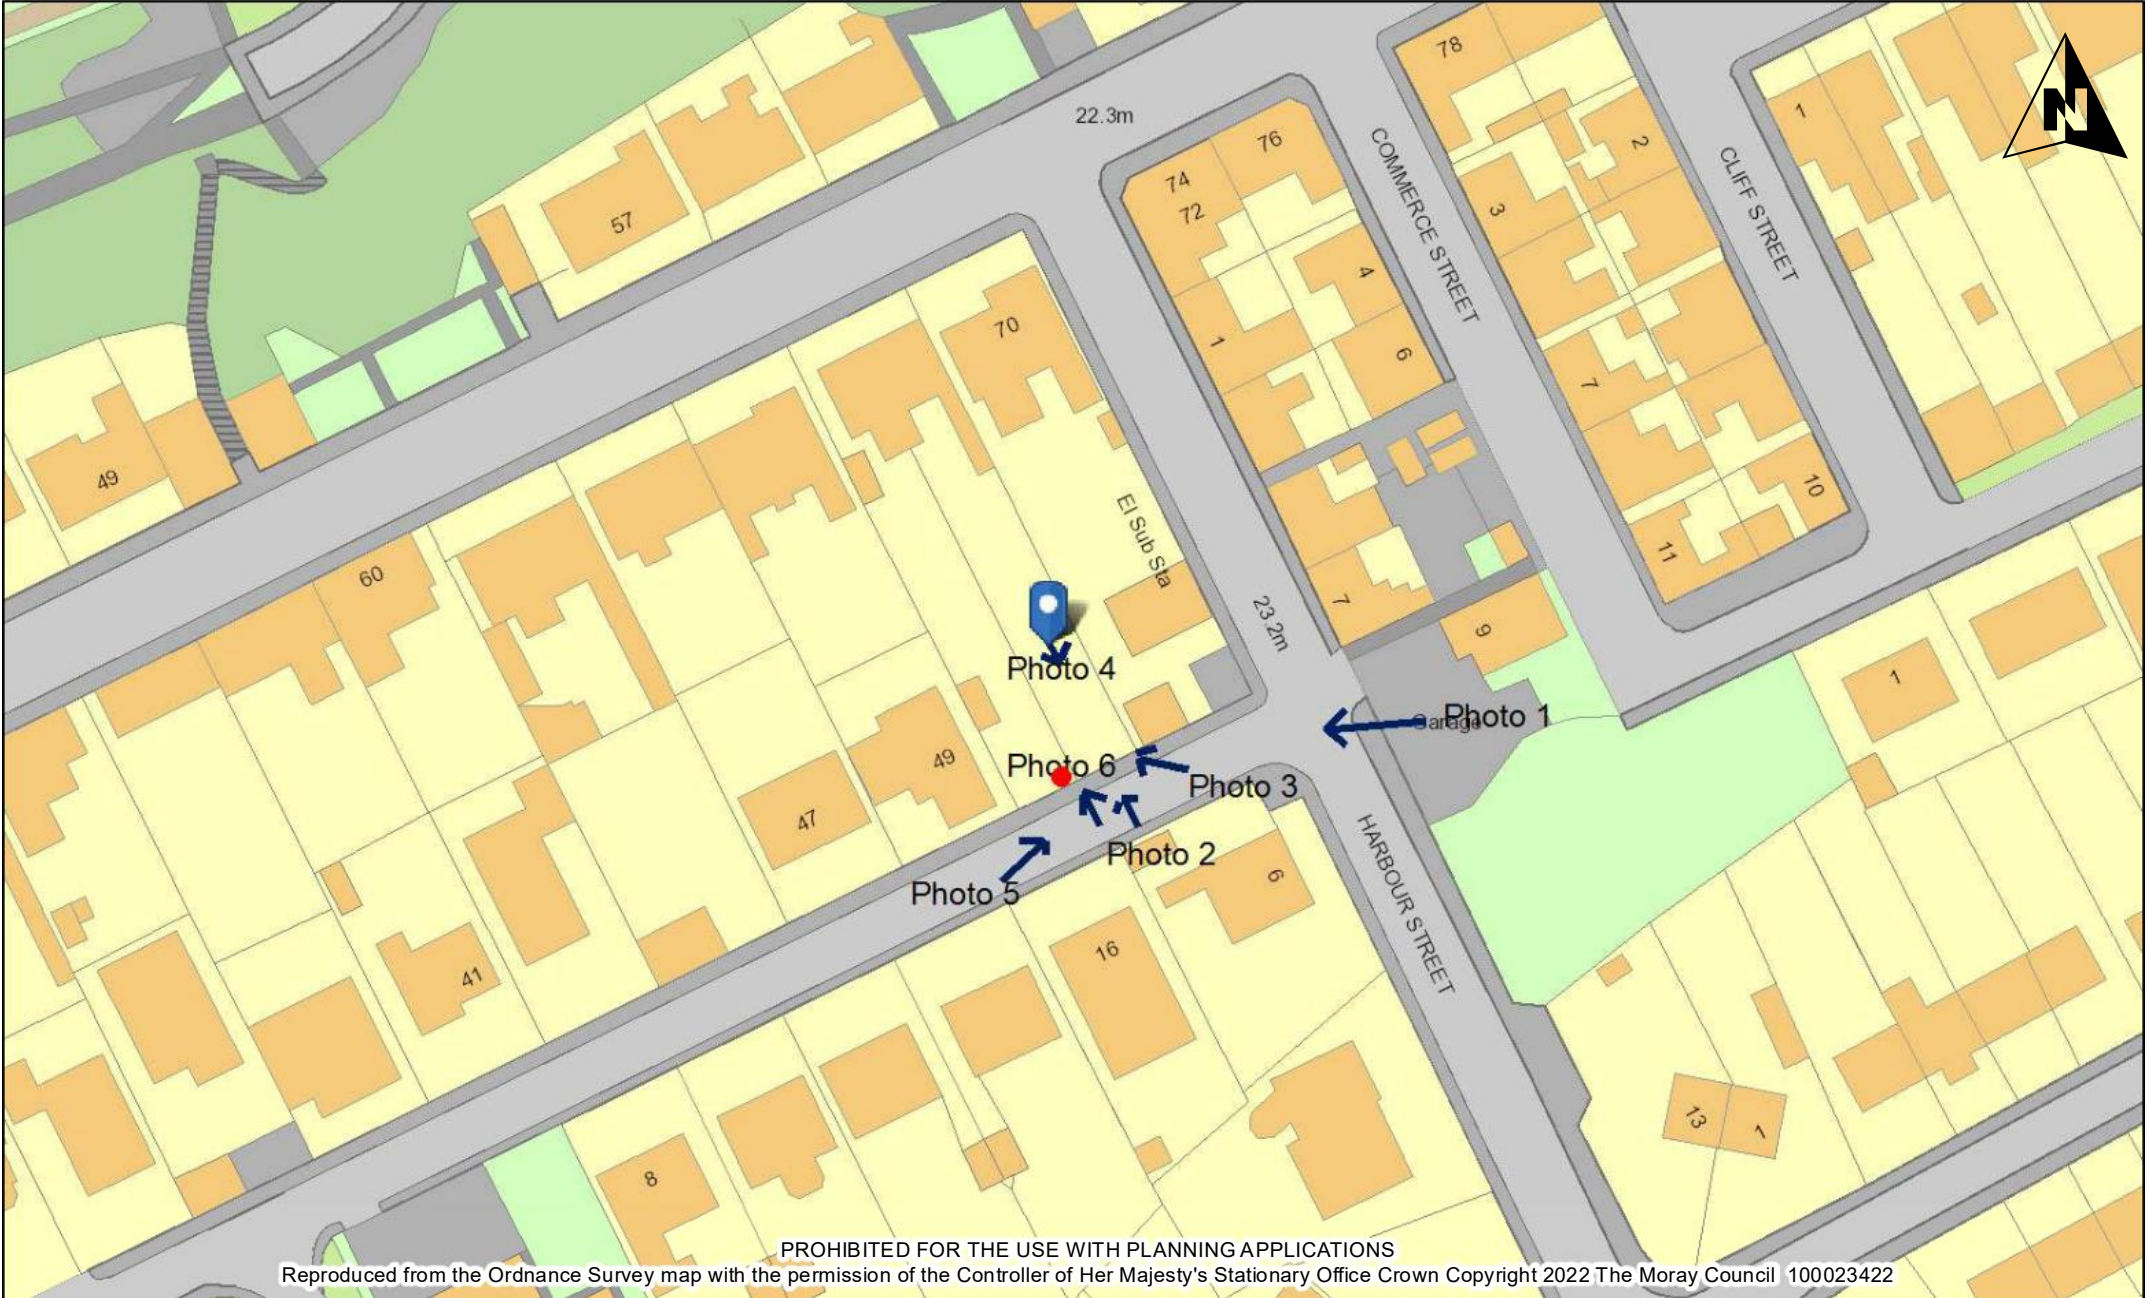 78
N
22.3m
76
1
74
2
COMMERCE STREET
CLIFF STREET
72
3
57
4
70
1
6
7
49
10
El Sub Sta
11
60
7
23.2m
9
Photo 4
1
Garage
Photo 1
49
Photo 6
Photo 3
47
HARBOUR STREET
Photo 2
6
Photo 5
16
41
13
1
8
PROHIBITED FOR THE USE WITH PLANNING APPLICATIONS
Reproduced from the Ordnance Survey map with the permission of the Controller of Her Majesty's Stationary Office Crown Copyright 2022 The Moray Council 100023422